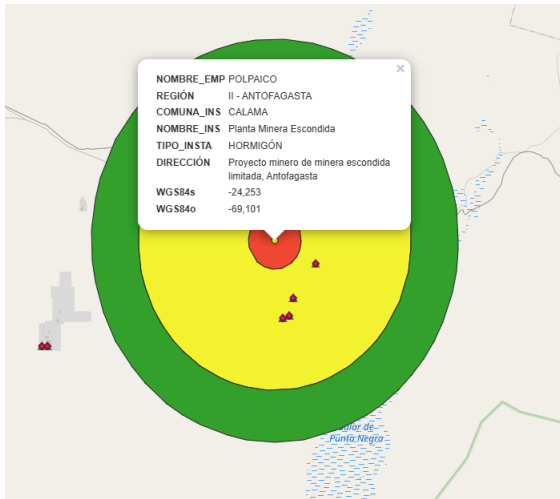 ×
NOMBRE_EMP POLPAICO
REGIÓN II - ANTOFAGASTA
COMUNA_INS CALAMA
NOMBRE_INS Planta Minera Escondida
TIPO_INSTA HORMIGÓN
DIRECCIÓN Proyecto minero de minera escondida
limitada, Antofagasta
WGS84s -24,253
WGS84o -69,101
de
Punta Negra